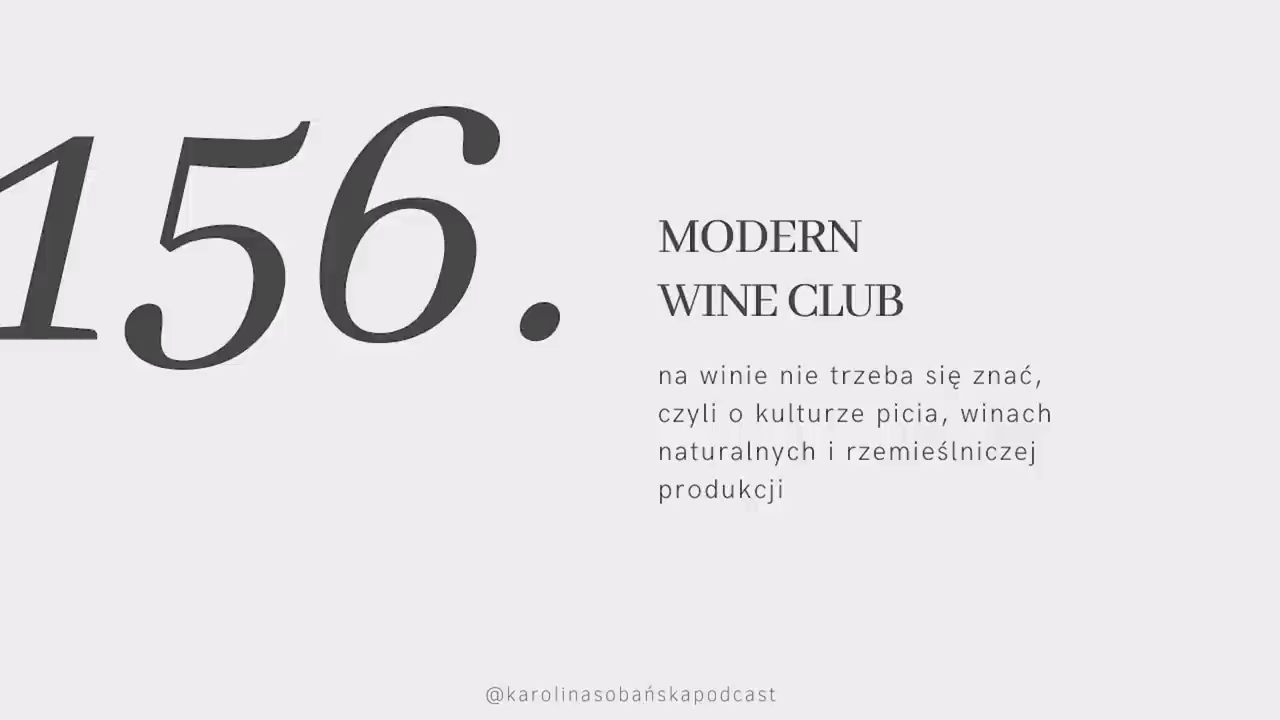 156.
MODERN
WINE CLUB
na winie nie trzeba się znać,
czyli o kulturze picia, winach
naturalnych i rzemieślniczej
produkcji
@karolinasobańskapodcast